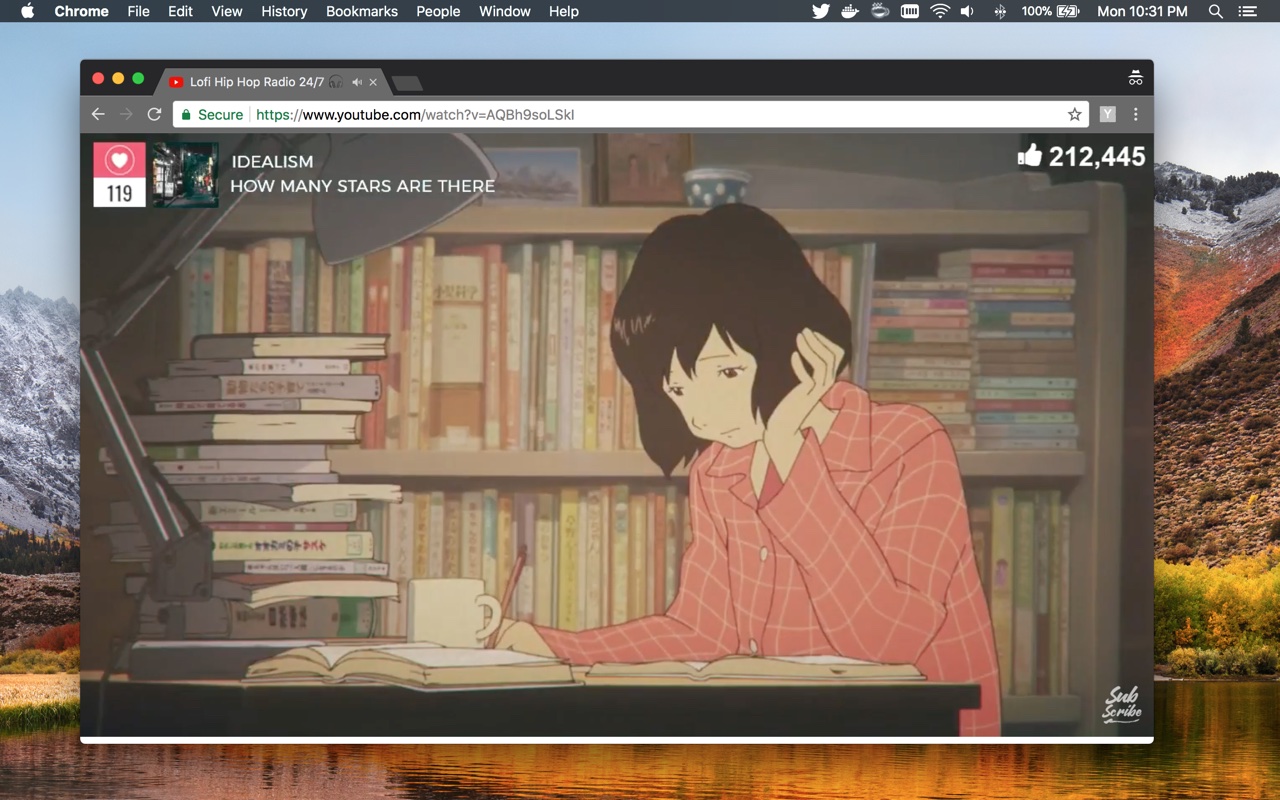 Chrome File Edit View History Bookmarks People Window Help 100% Mon 10:31 PM
Lofi Hip Hop Radio 24/7
Secure https://www.youtube.com/watch?v=AQBh9soLSkI Y
119
IDEALISM
HOW MANY STARS ARE THERE
212,445
Sub
Scribe